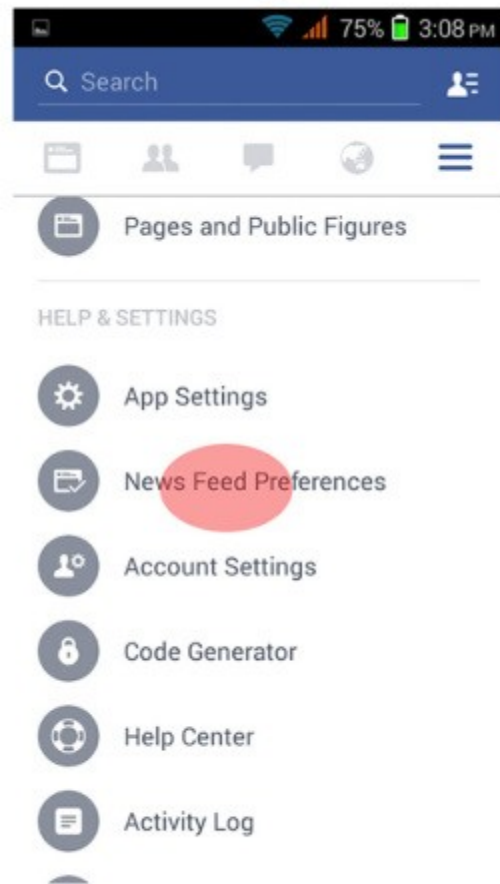 75% 3:08 PM
Search
Pages and Public Figures
HELP & SETTINGS
App Settings
News Feed Preferences
Account Settings
Code Generator
Help Center
Activity Log